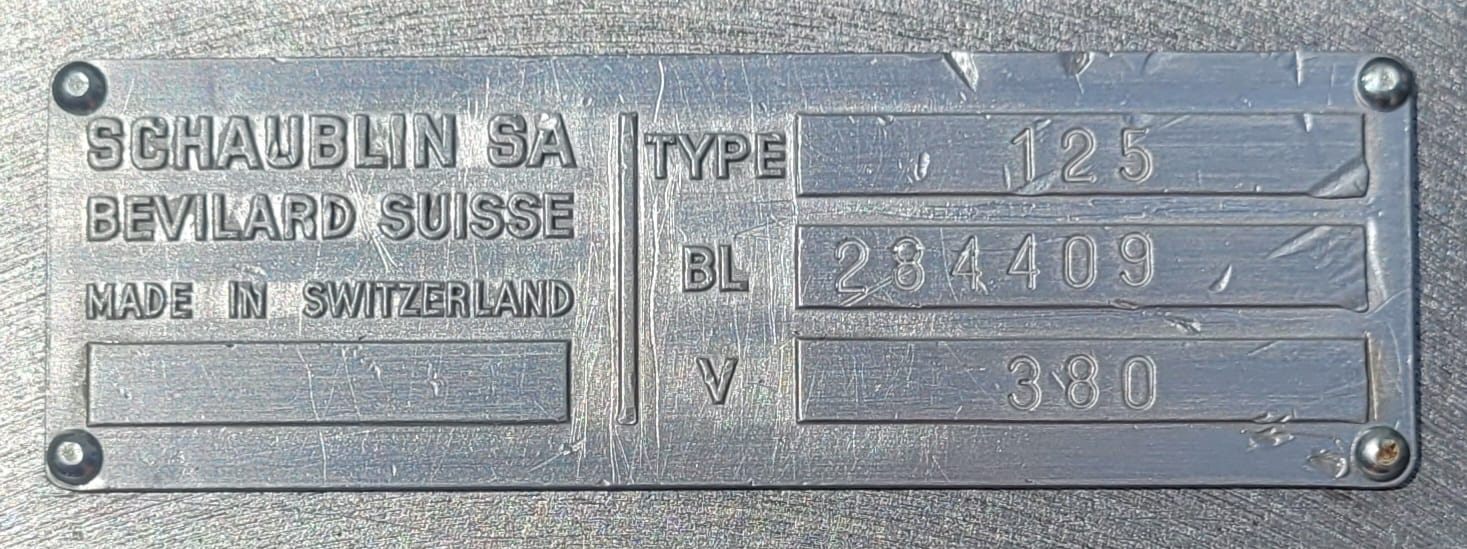 SCHAUBLIN SA
BEVILARD SUISSE
MADE IN SWITZERLAND
TYPE 125
BL 284409
V 380